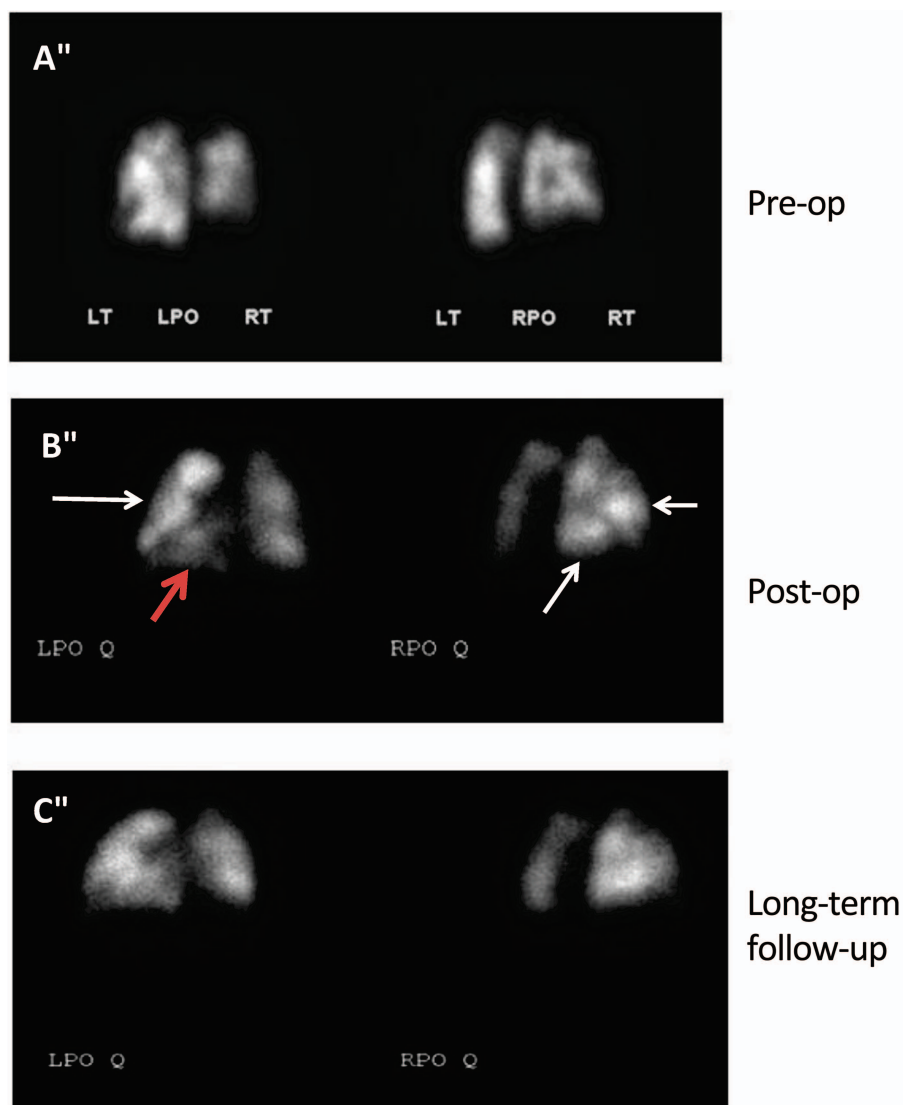 A"
Pre-op
LT LPO RT
LT RPO RT
B"
Post-op
LPO Q
RPO Q
C"
Long-term
follow-up
LPO Q
RPO Q